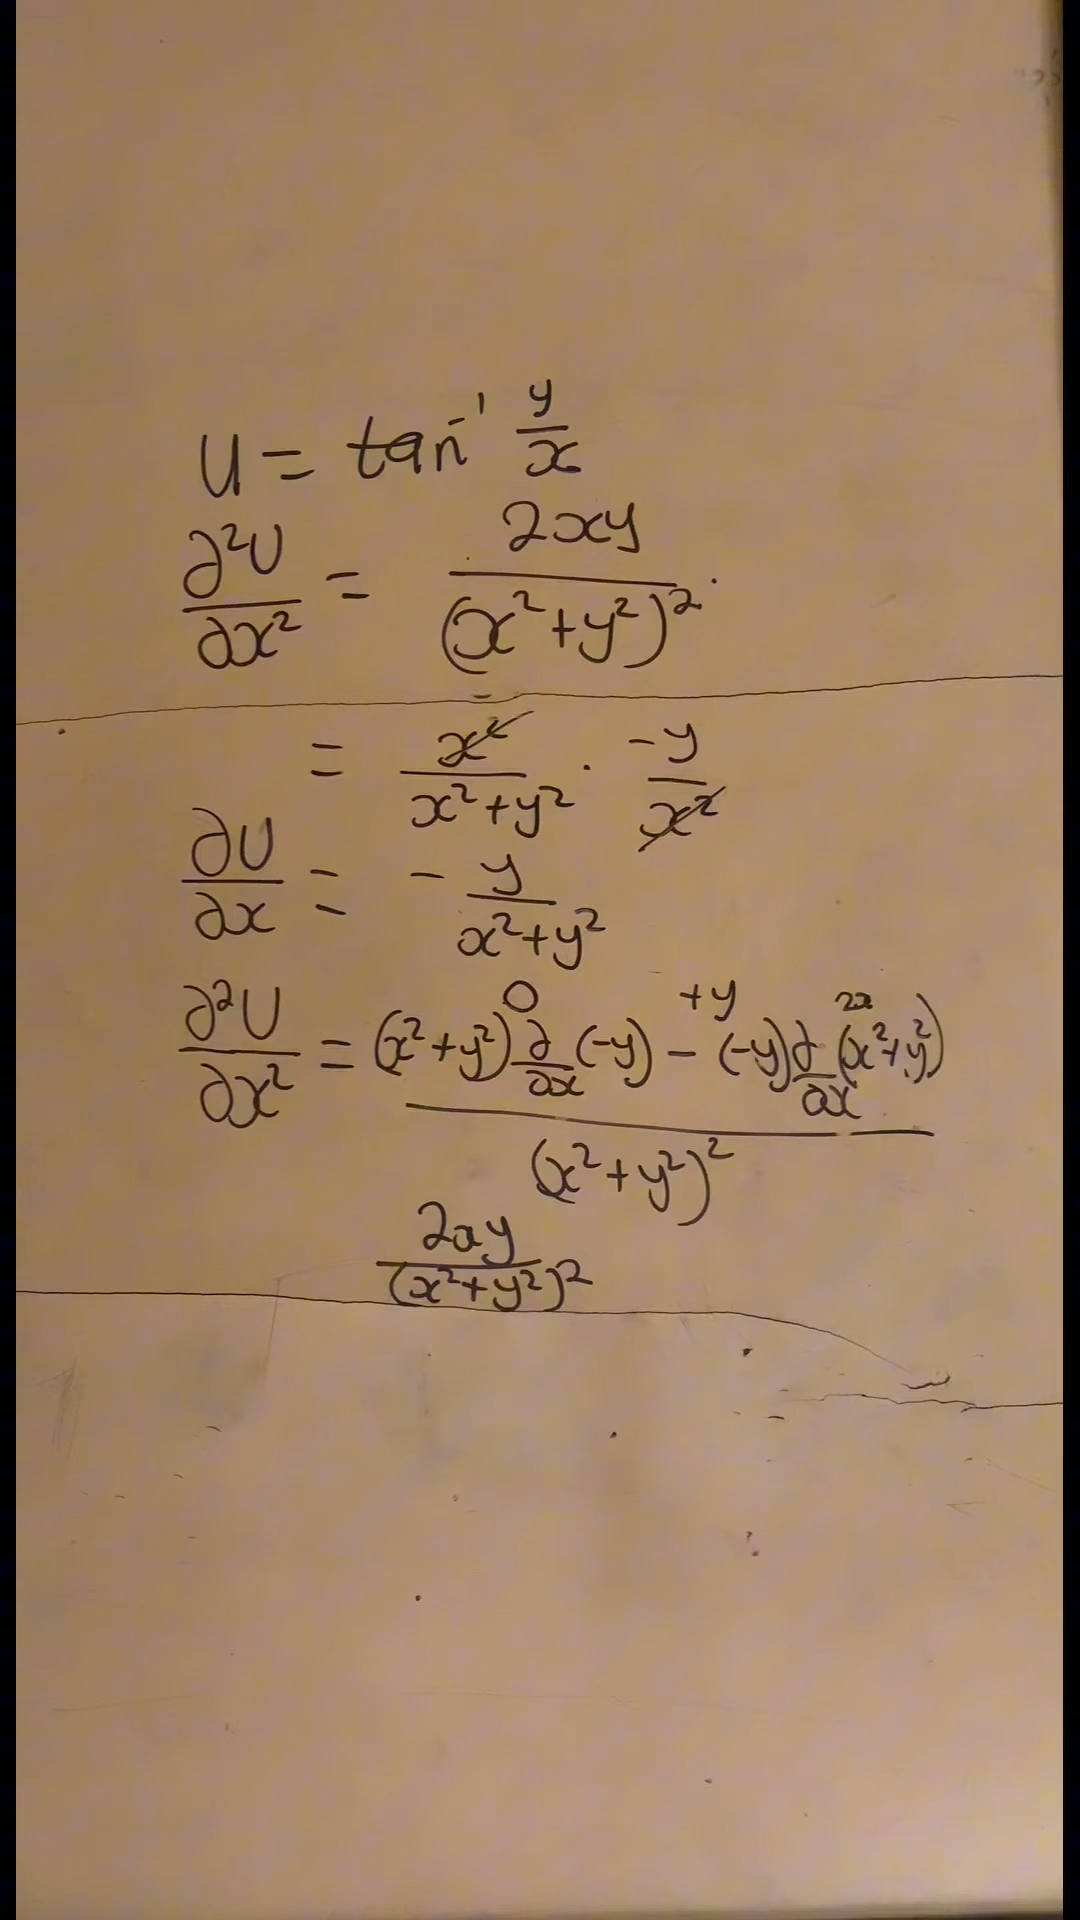 U = tan⁻¹ y/x
∂²U/∂x² = 2xy/(x²+y²)².
= x²/(x²+y²) · -y/x²
∂U/∂x = - y/(x²+y²)
0 +y 2x
∂²U/∂x² = ((x²+y²) ∂/∂x (-y) - (-y) ∂/∂x (x²+y²))/(x²+y²)²
2xy/(x²+y²)²